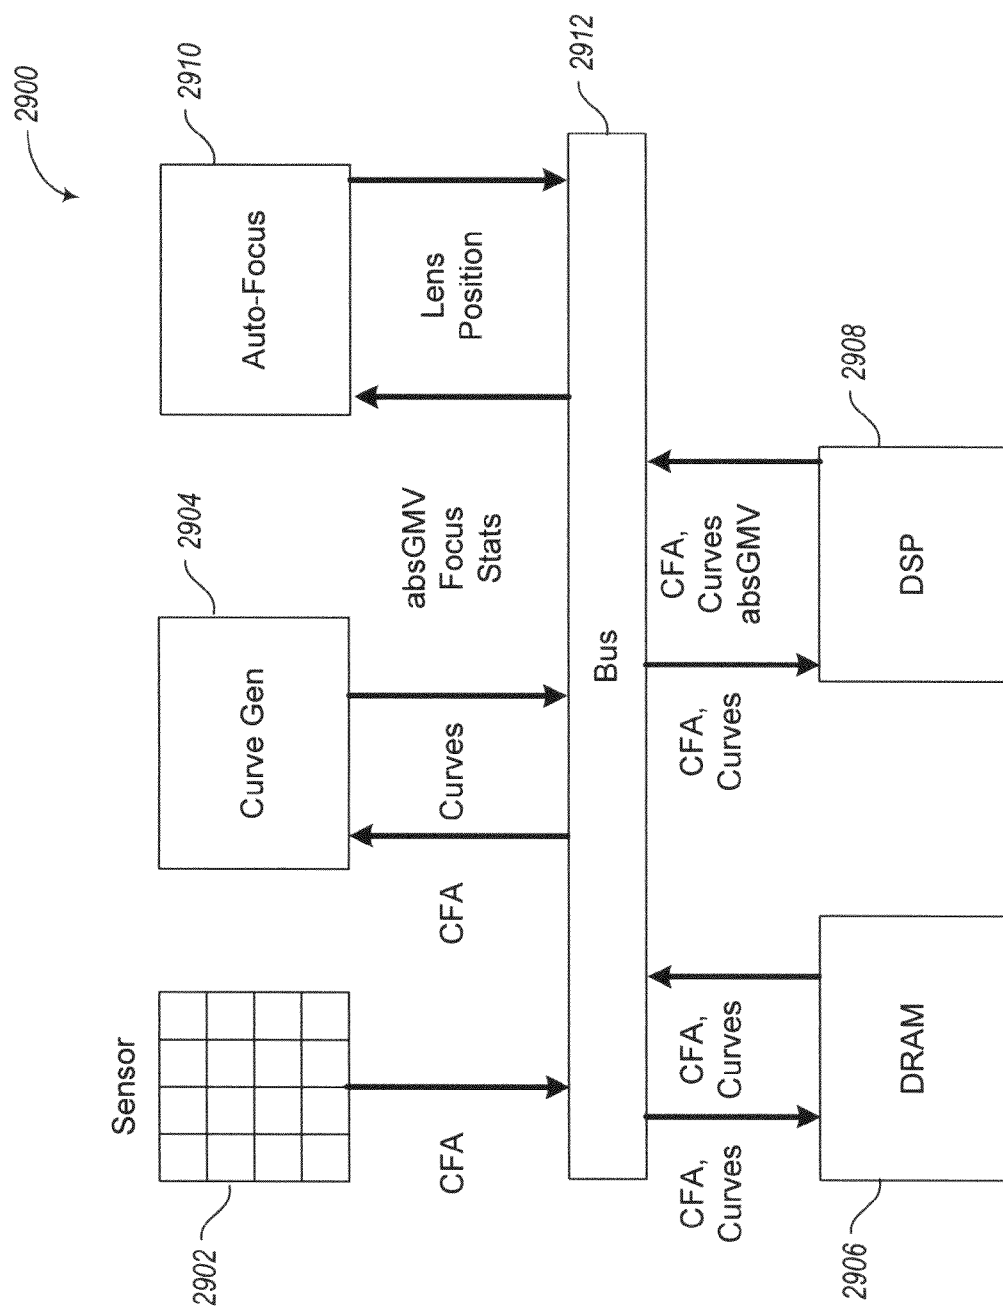 2900
Sensor
2902
Curve Gen
2904
Auto-Focus
2910
CFA
CFA
Curves
absGMV
Focus
Stats
Lens
Position
Bus
2912
CFA,
Curves
CFA,
Curves
CFA,
Curves
CFA,
Curves
absGMV
DRAM
2906
DSP
2908